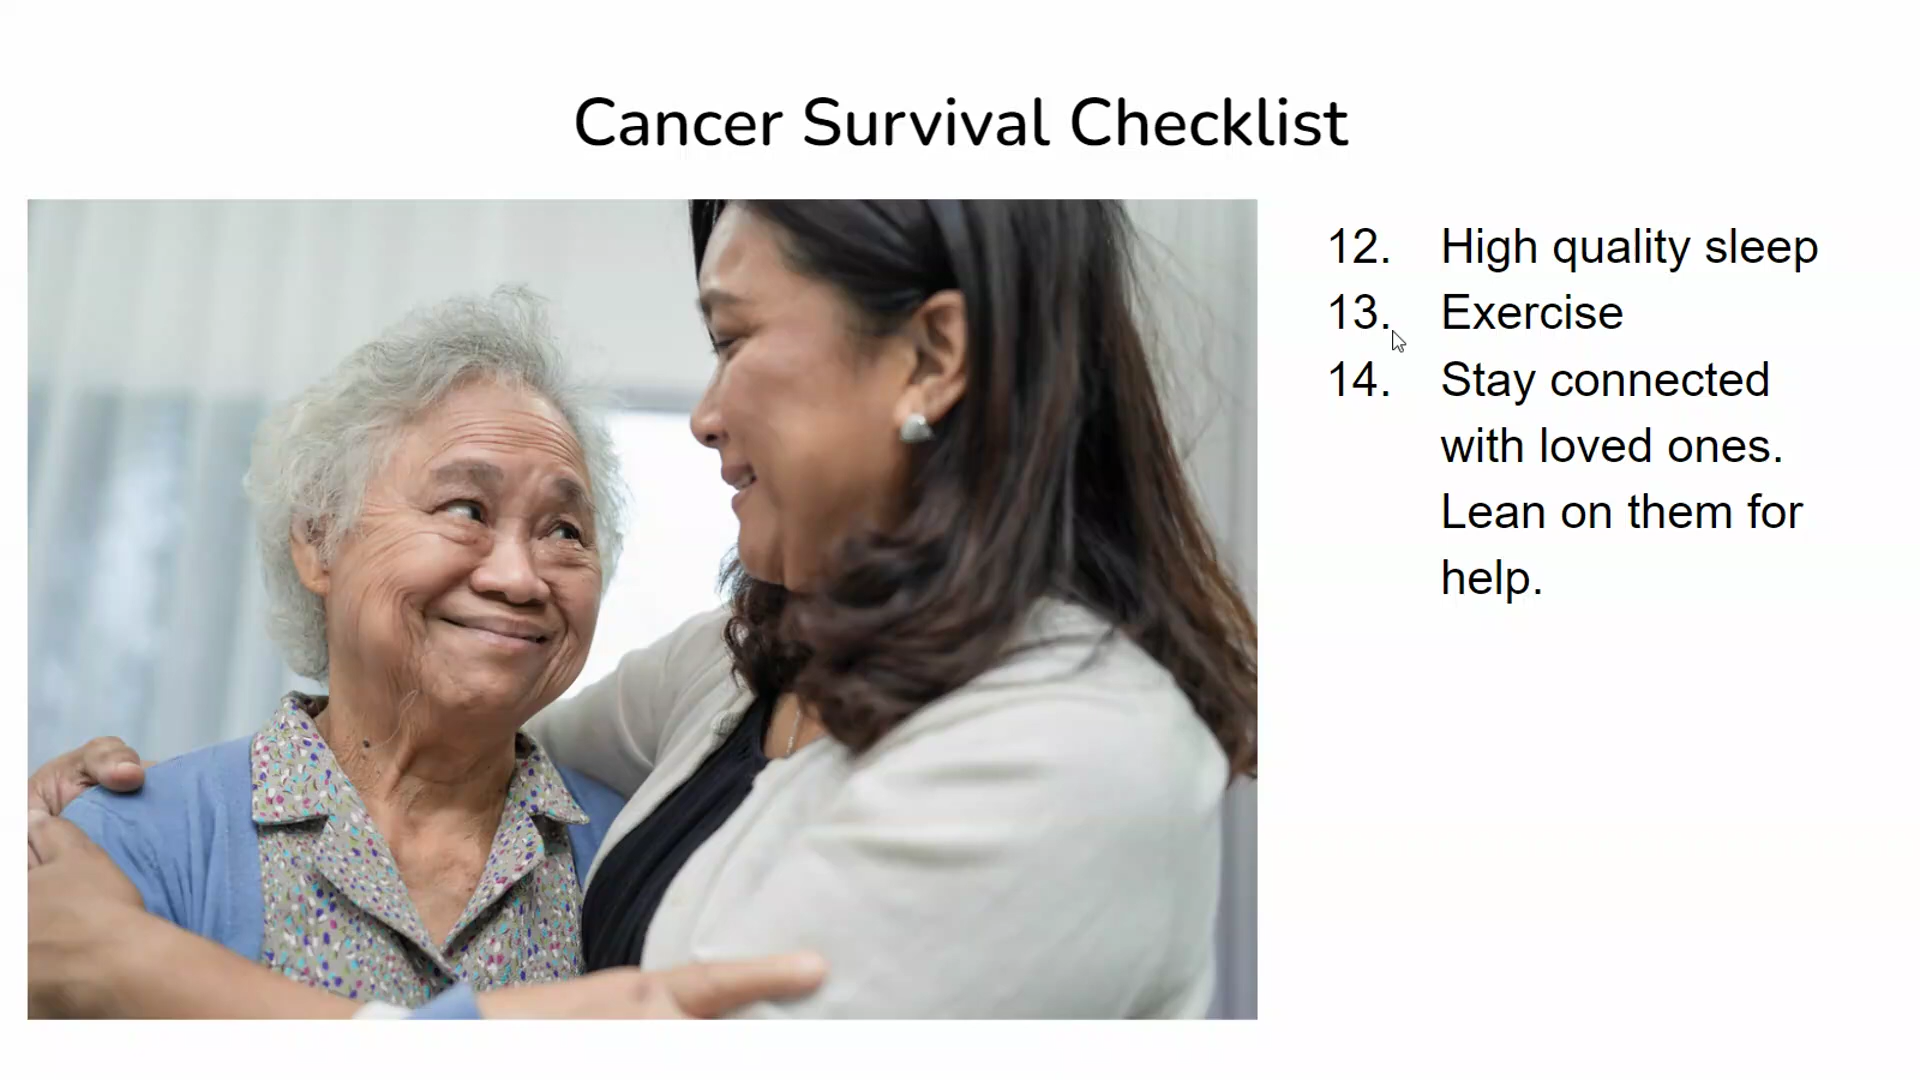 Cancer Survival Checklist
12. High quality sleep
13. Exercise
14. Stay connected
with loved ones.
Lean on them for
help.